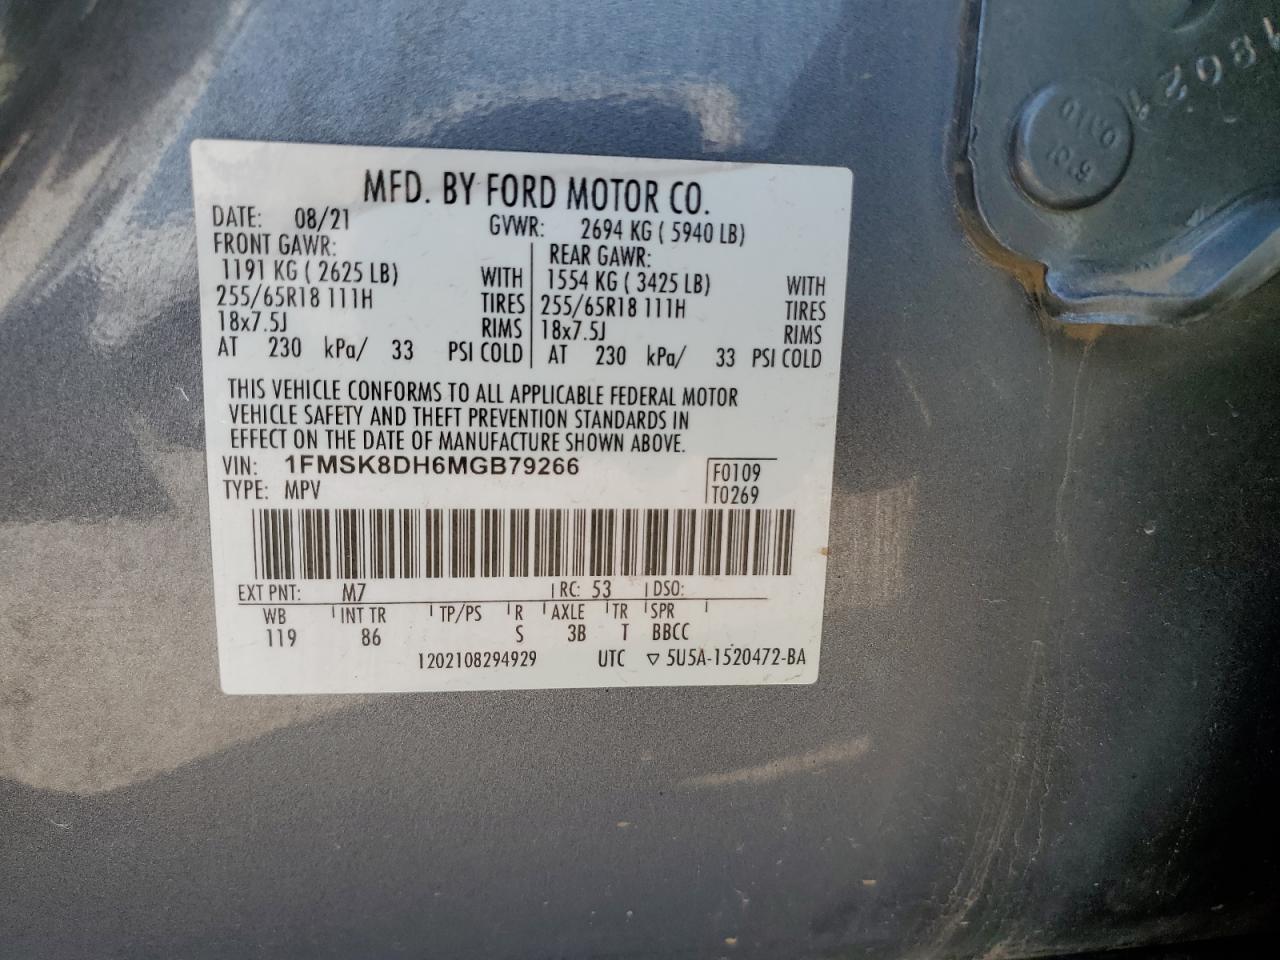 MFD. BY FORD MOTOR CO.
DATE: 08/21 GVWR: 2694 KG ( 5940 LB)
FRONT GAWR: REAR GAWR:
1191 KG ( 2625 LB) WITH 1554 KG ( 3425 LB) WITH
255/65R18 111H TIRES 255/65R18 111H TIRES
18x7.5J RIMS 18x7.5J RIMS
AT 230 kPa/ 33 PSI COLD AT 230 kPa/ 33 PSI COLD
THIS VEHICLE CONFORMS TO ALL APPLICABLE FEDERAL MOTOR
VEHICLE SAFETY AND THEFT PREVENTION STANDARDS IN
EFFECT ON THE DATE OF MANUFACTURE SHOWN ABOVE.
VIN: 1FMSK8DH6MGB79266 F0109
TYPE: MPV T0269
EXT PNT: M7 RC: 53 DSO:
WB INT TR TP/PS R AXLE TR SPR
119 86 S 3B T BBCC
1202108294929 UTC ▽ 5U5A-1520472-BA